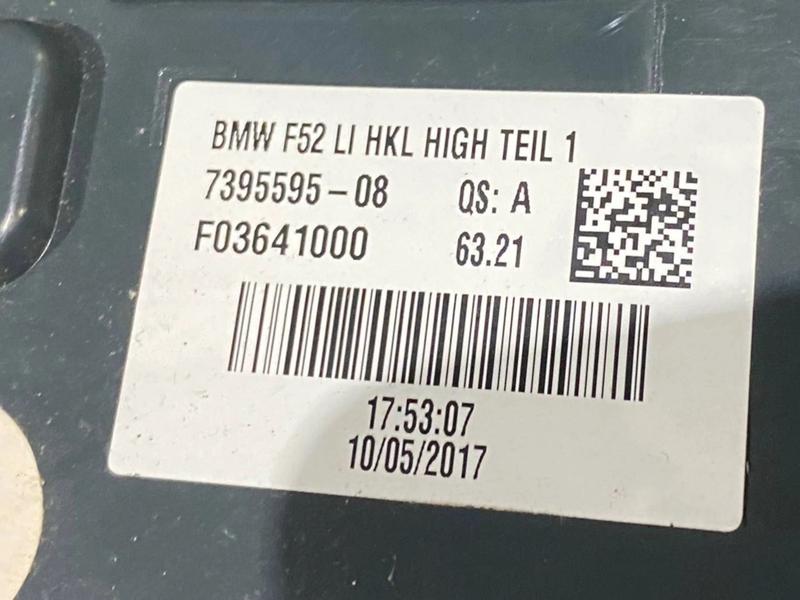 BMW F52 LI HKL HIGH TEIL 1
7395595-08 QS: A
F03641000 63.21
17:53:07
10/05/2017